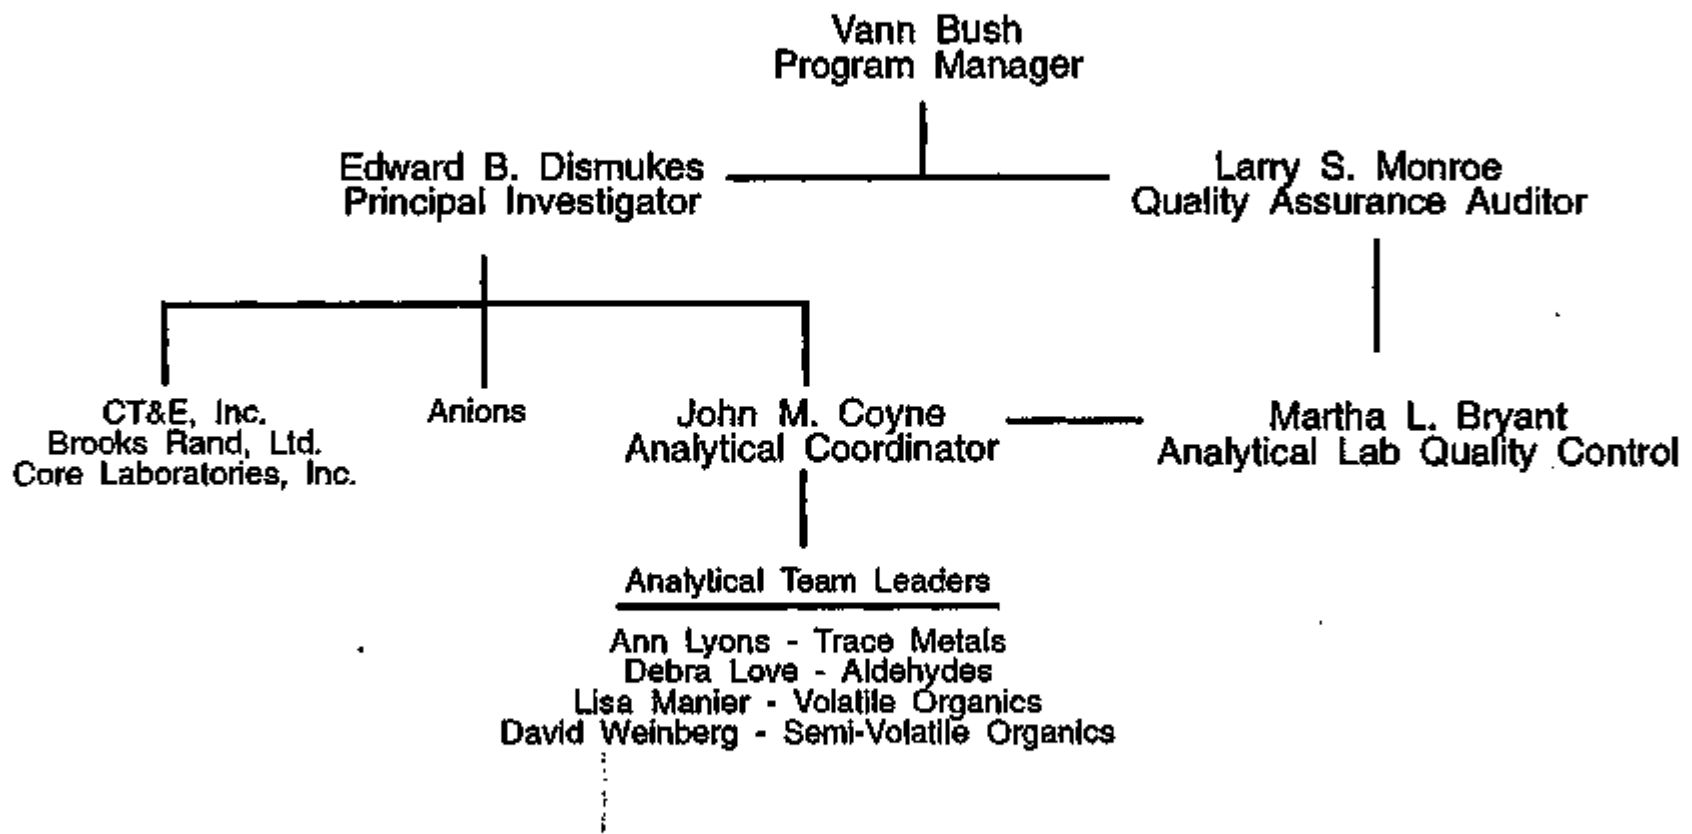 Vann Bush
Program Manager
Edward B. Dismukes
Principal Investigator
Larry S. Monroe
Quality Assurance Auditor
CT&E, Inc.
Brooks Rand, Ltd.
Core Laboratories, Inc.
Anions
John M. Coyne
Analytical Coordinator
Martha L. Bryant
Analytical Lab Quality Control
Analytical Team Leaders
Ann Lyons - Trace Metals
Debra Love - Aldehydes
Lisa Manier - Volatile Organics
David Weinberg - Semi-Volatile Organics